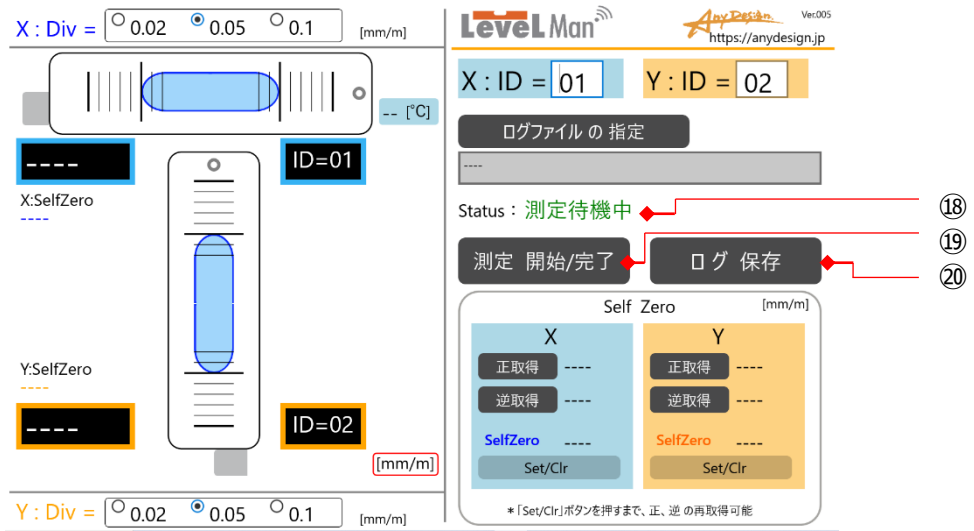 X : Div = 0.02 0.05 0.1 [mm/m]
-- [℃]
---- ID=01
X:SelfZero
----
Y:SelfZero
----
---- ID=02
[mm/m]
Y : Div = 0.02 0.05 0.1 [mm/m]
LeveL Man AnyDesign Ver.005
https://anydesign.jp
X : ID = 01 Y : ID = 02
ログファイル の 指定
----
Status : 測定待機中 ⑱
測定 開始/完了 ログ 保存 ⑲
⑳
Self Zero [mm/m]
X Y
正取得 ---- 正取得 ----
逆取得 ---- 逆取得 ----
SelfZero ---- SelfZero ----
Set/Clr Set/Clr
*「Set/Clr」ボタンを押すまで、正、逆 の再取得可能